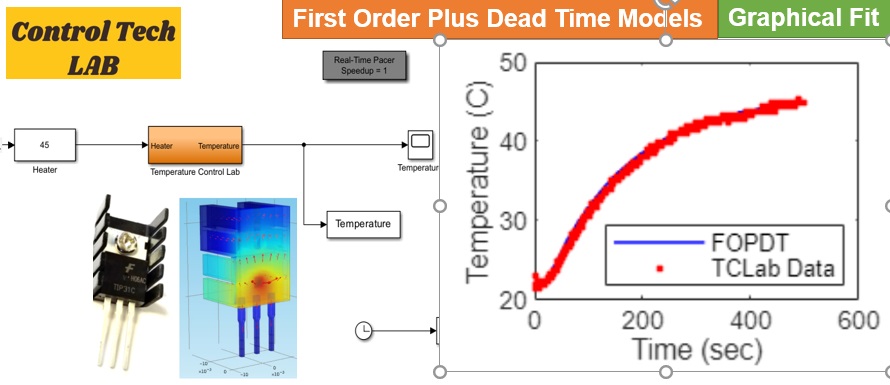 Control Tech
LAB
First Order Plus Dead Time Models
Graphical Fit
Real-Time Pacer
Speedup = 1
45
Heater
Heater Temperature
Temperature Control Lab
Temperatur
Temperature
TIP31C
50
40
30
20
0 200 400 600
Temperature (C)
Time (sec)
FOPDT
TCLab Data